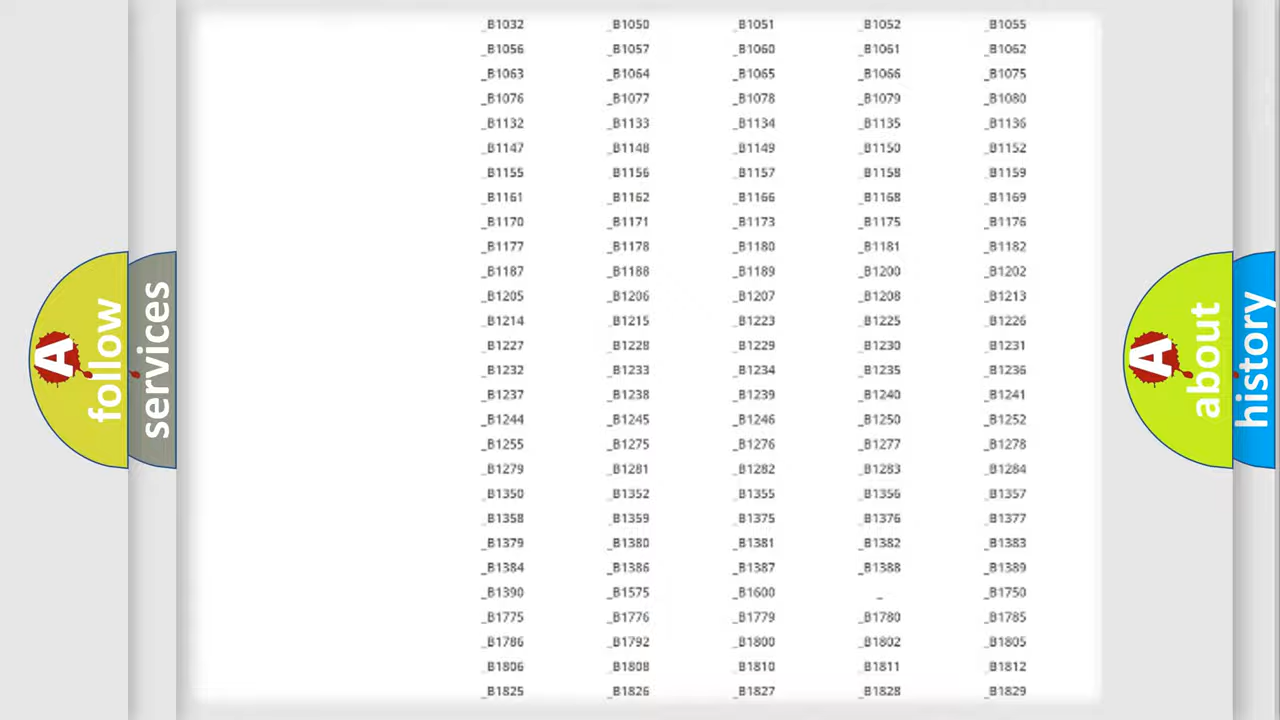 _B1032 _B1050 _B1051 _B1052 _B1055
_B1056 _B1057 _B1060 _B1061 _B1062
_B1063 _B1064 _B1065 _B1066 _B1075
_B1076 _B1077 _B1078 _B1079 _B1080
_B1132 _B1133 _B1134 _B1135 _B1136
_B1147 _B1148 _B1149 _B1150 _B1152
_B1155 _B1156 _B1157 _B1158 _B1159
_B1161 _B1162 _B1166 _B1168 _B1169
_B1170 _B1171 _B1173 _B1175 _B1176
_B1177 _B1178 _B1180 _B1181 _B1182
_B1187 _B1188 _B1189 _B1200 _B1202
_B1205 _B1206 _B1207 _B1208 _B1213
_B1214 _B1215 _B1223 _B1225 _B1226
_B1227 _B1228 _B1229 _B1230 _B1231
_B1232 _B1233 _B1234 _B1235 _B1236
_B1237 _B1238 _B1239 _B1240 _B1241
_B1244 _B1245 _B1246 _B1250 _B1252
_B1255 _B1275 _B1276 _B1277 _B1278
_B1279 _B1281 _B1282 _B1283 _B1284
_B1350 _B1352 _B1355 _B1356 _B1357
_B1358 _B1359 _B1375 _B1376 _B1377
_B1379 _B1380 _B1381 _B1382 _B1383
_B1384 _B1386 _B1387 _B1388 _B1389
_B1390 _B1575 _B1600 _ _B1750
_B1775 _B1776 _B1779 _B1780 _B1785
_B1786 _B1792 _B1800 _B1802 _B1805
_B1806 _B1808 _B1810 _B1811 _B1812
_B1825 _B1826 _B1827 _B1828 _B1829
A
follow
services
A
about
history